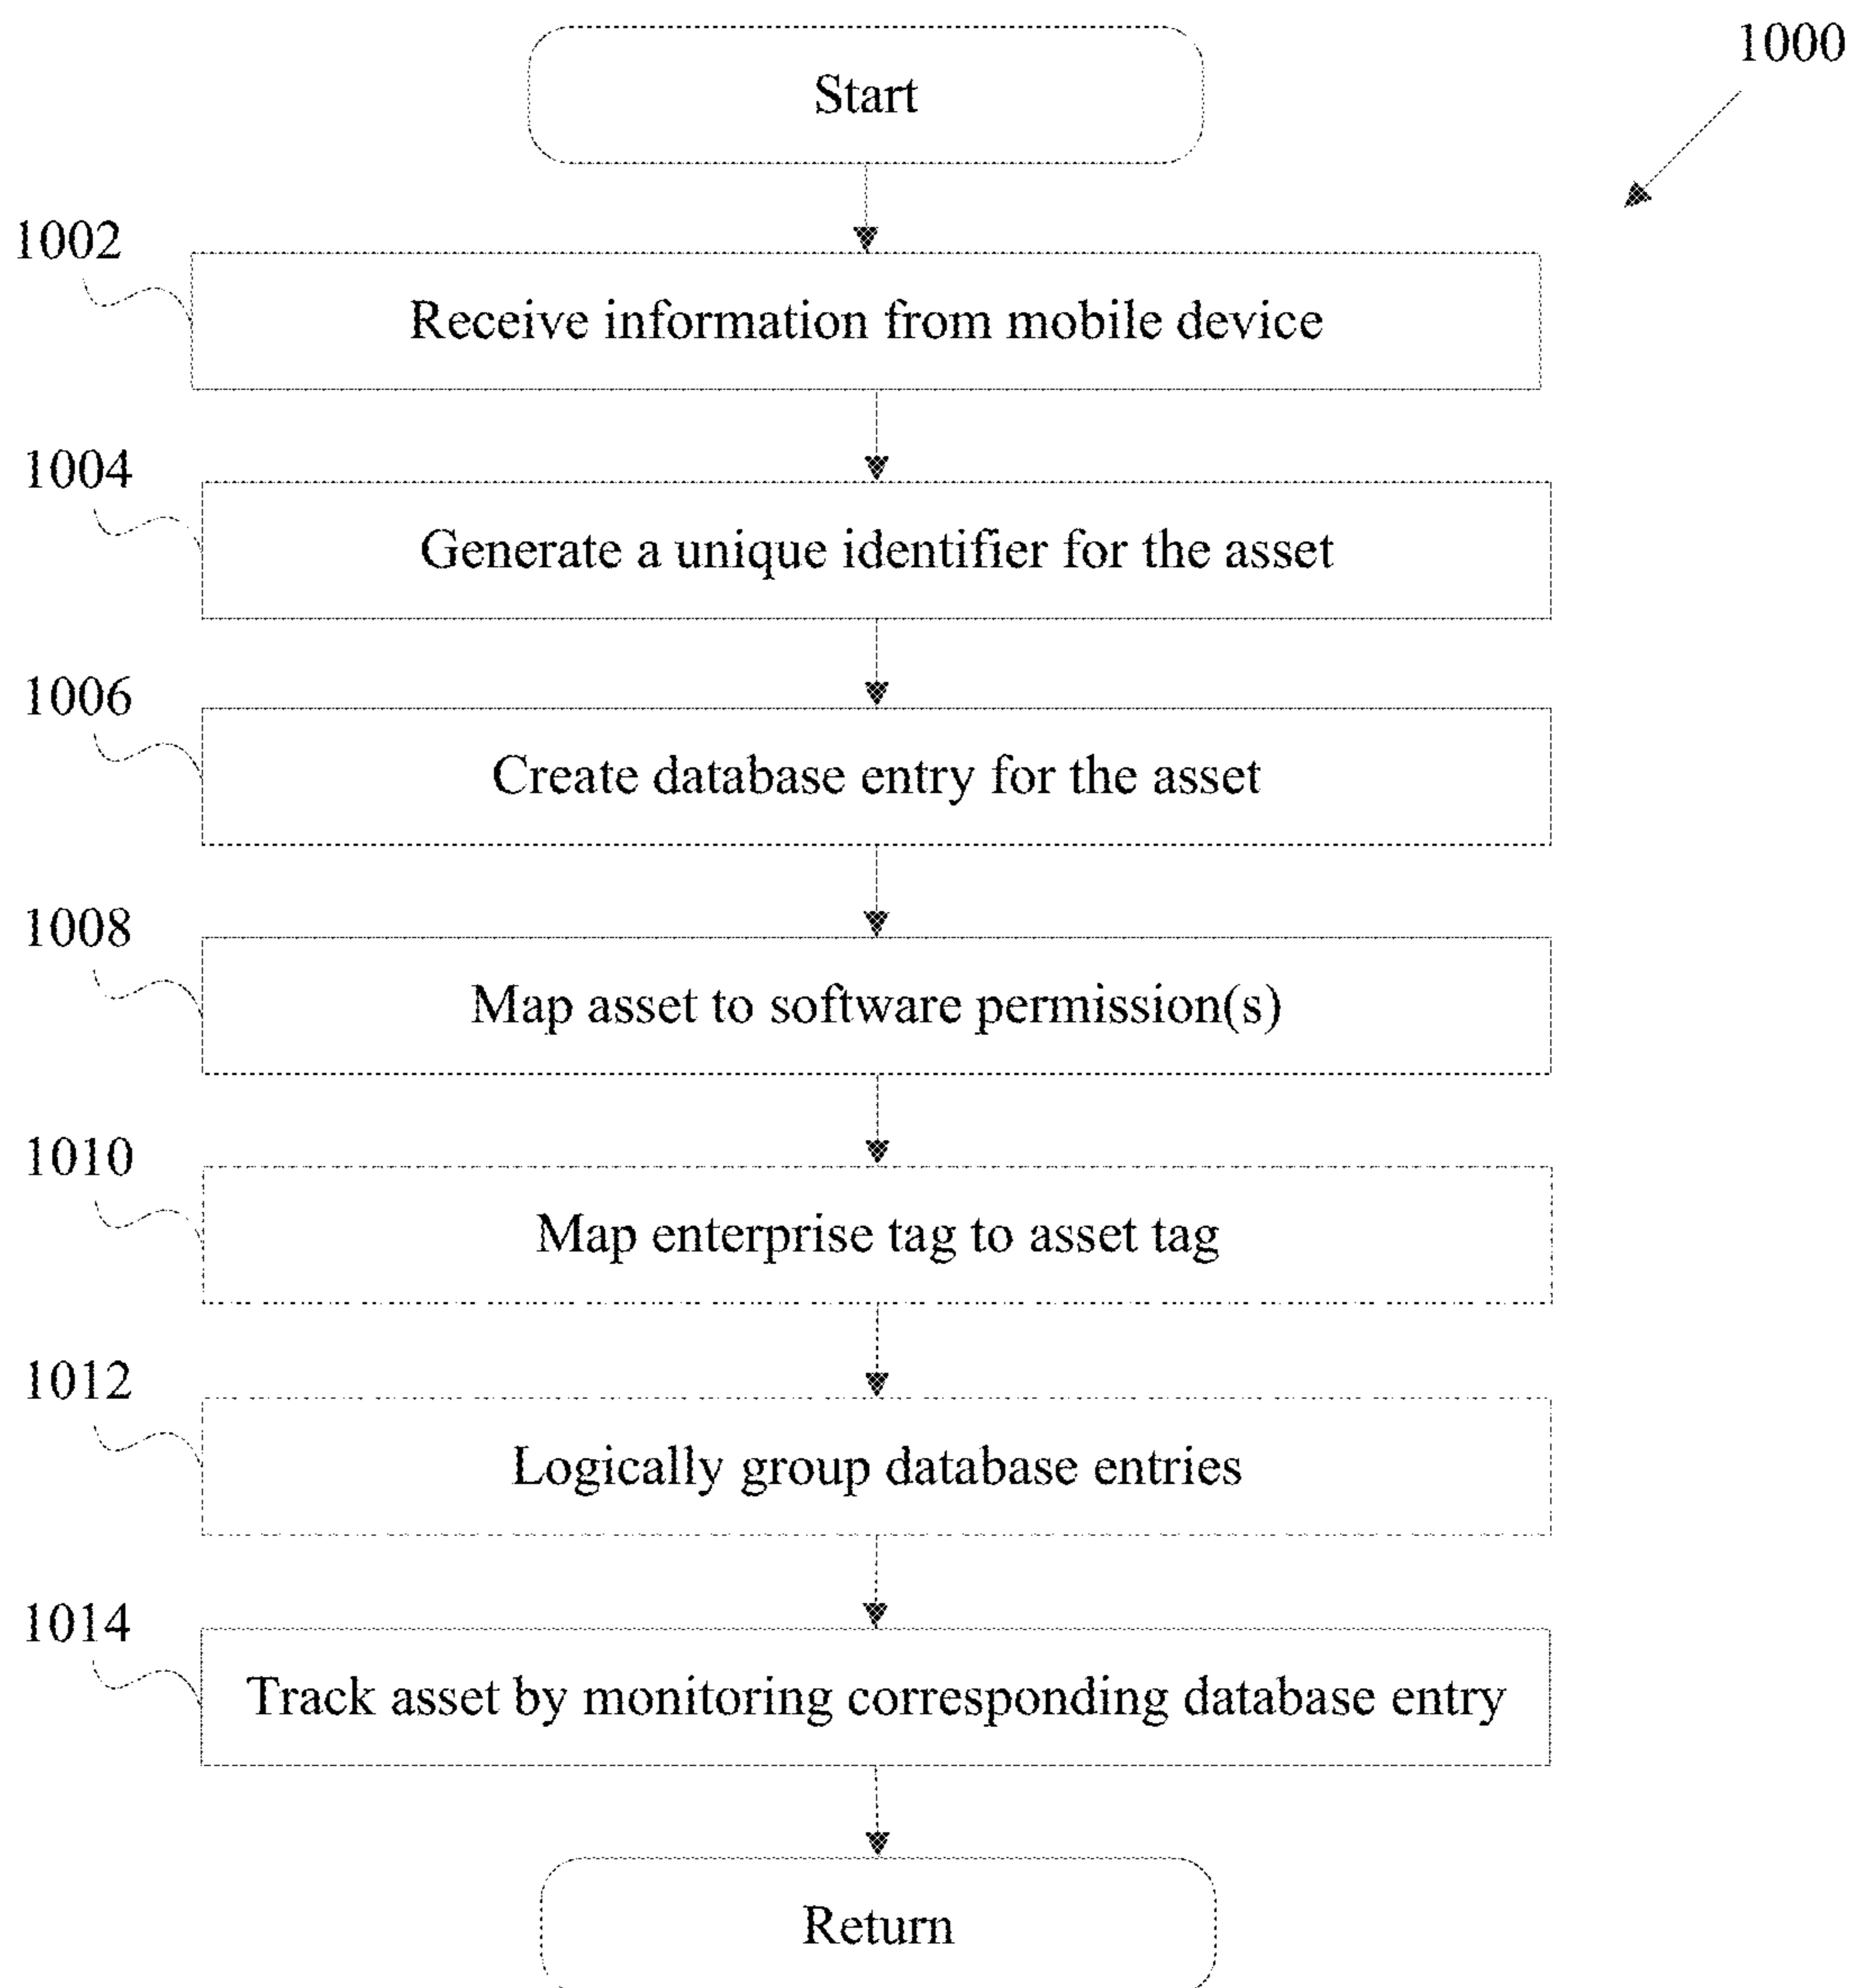 1000
Start
1002
Receive information from mobile device
1004
Generate a unique identifier for the asset
1006
Create database entry for the asset
1008
Map asset to software permission(s)
1010
Map enterprise tag to asset tag
1012
Logically group database entries
1014
Track asset by monitoring corresponding database entry
Return